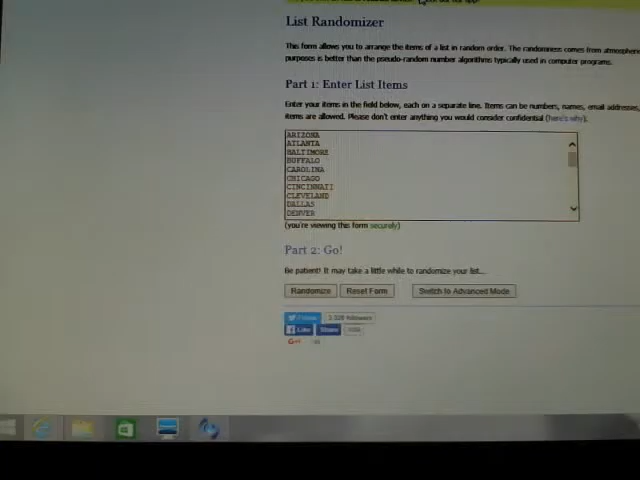 List Randomizer
This form allows you to arrange the items of a list in random order. The randomness comes from atmospheric
purposes is better than the pseudo-random number algorithms typically used in computer programs.
Part 1: Enter List Items
Enter your items in the field below, each on a separate line. Items can be numbers, names, email addresses,
items are allowed. Please don't enter anything you would consider confidential (here's why).
ARIZONA
ATLANTA
BALTIMORE
BUFFALO
CAROLINA
CHICAGO
CINCINNATI
CLEVELAND
DALLAS
DENVER
(you're viewing this form securely)
Part 2: Go!
Be patient! It may take a little while to randomize your list...
Randomize Reset Form Switch to Advanced Mode
Follow followers
Like Share
G+